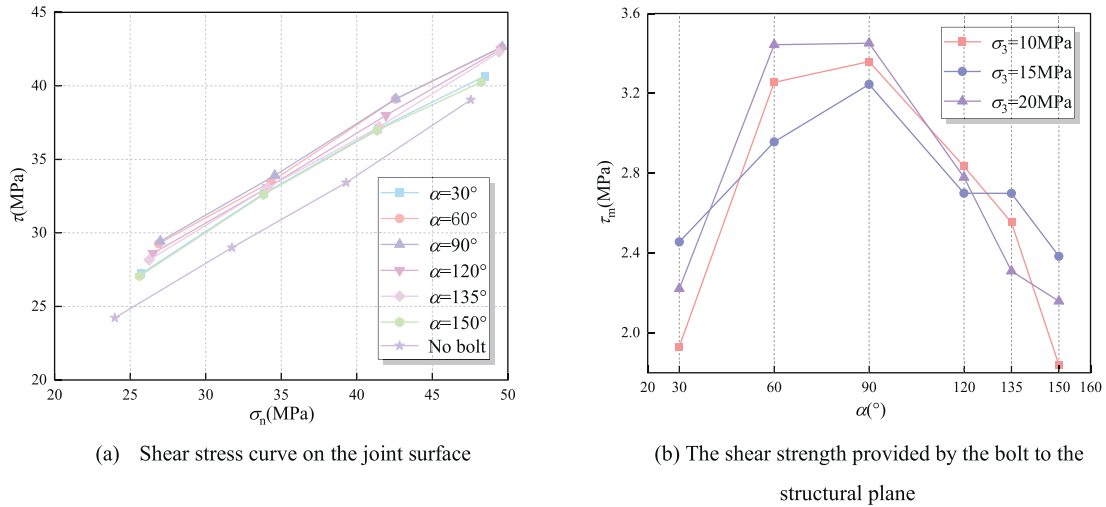 τ(MPa)
45
40
35
30
25
20
20
25
30
35
40
45
50
σn(MPa)
α=30°
α=60°
α=90°
α=120°
α=135°
α=150°
No bolt
(a) Shear stress curve on the joint surface
τm(MPa)
3.6
3.2
2.8
2.4
2.0
20 30
60
90
120
135
150 160
α(°)
σ3=10MPa
σ3=15MPa
σ3=20MPa
(b) The shear strength provided by the bolt to the
structural plane